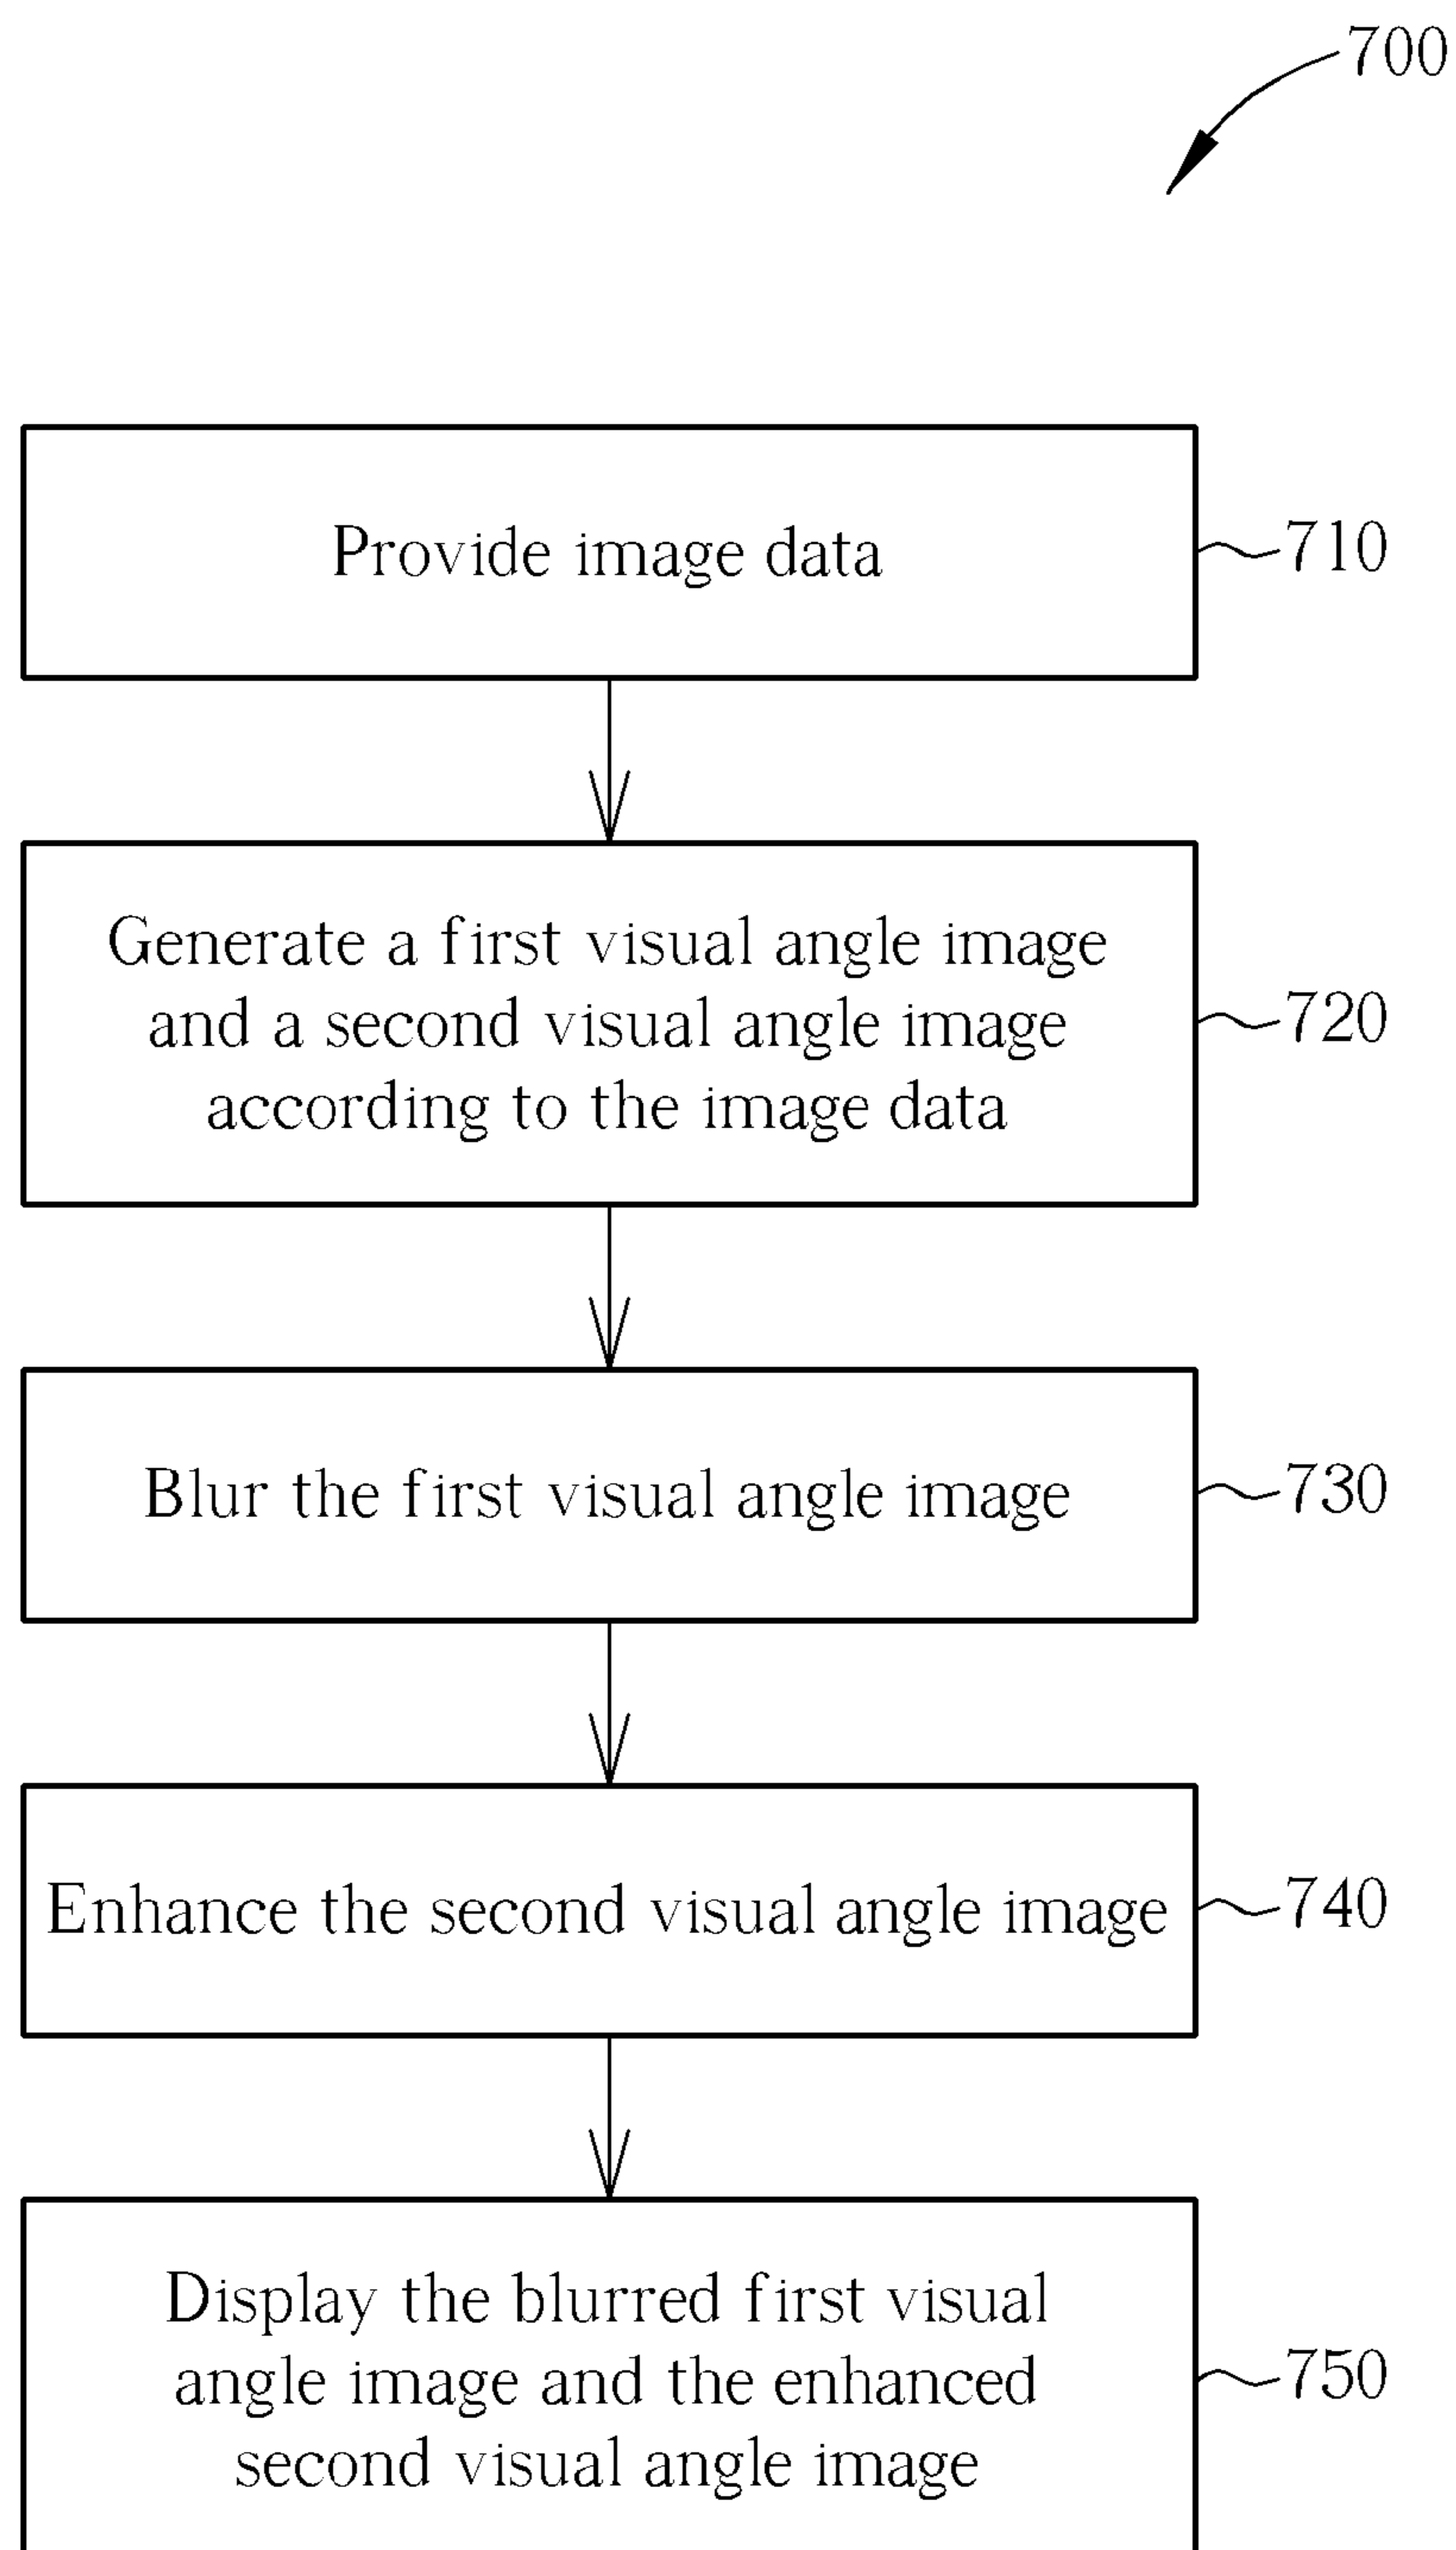 700
Provide image data
710
Generate a first visual angle image
and a second visual angle image
according to the image data
720
Blur the first visual angle image
730
Enhance the second visual angle image
740
Display the blurred first visual
angle image and the enhanced
second visual angle image
750